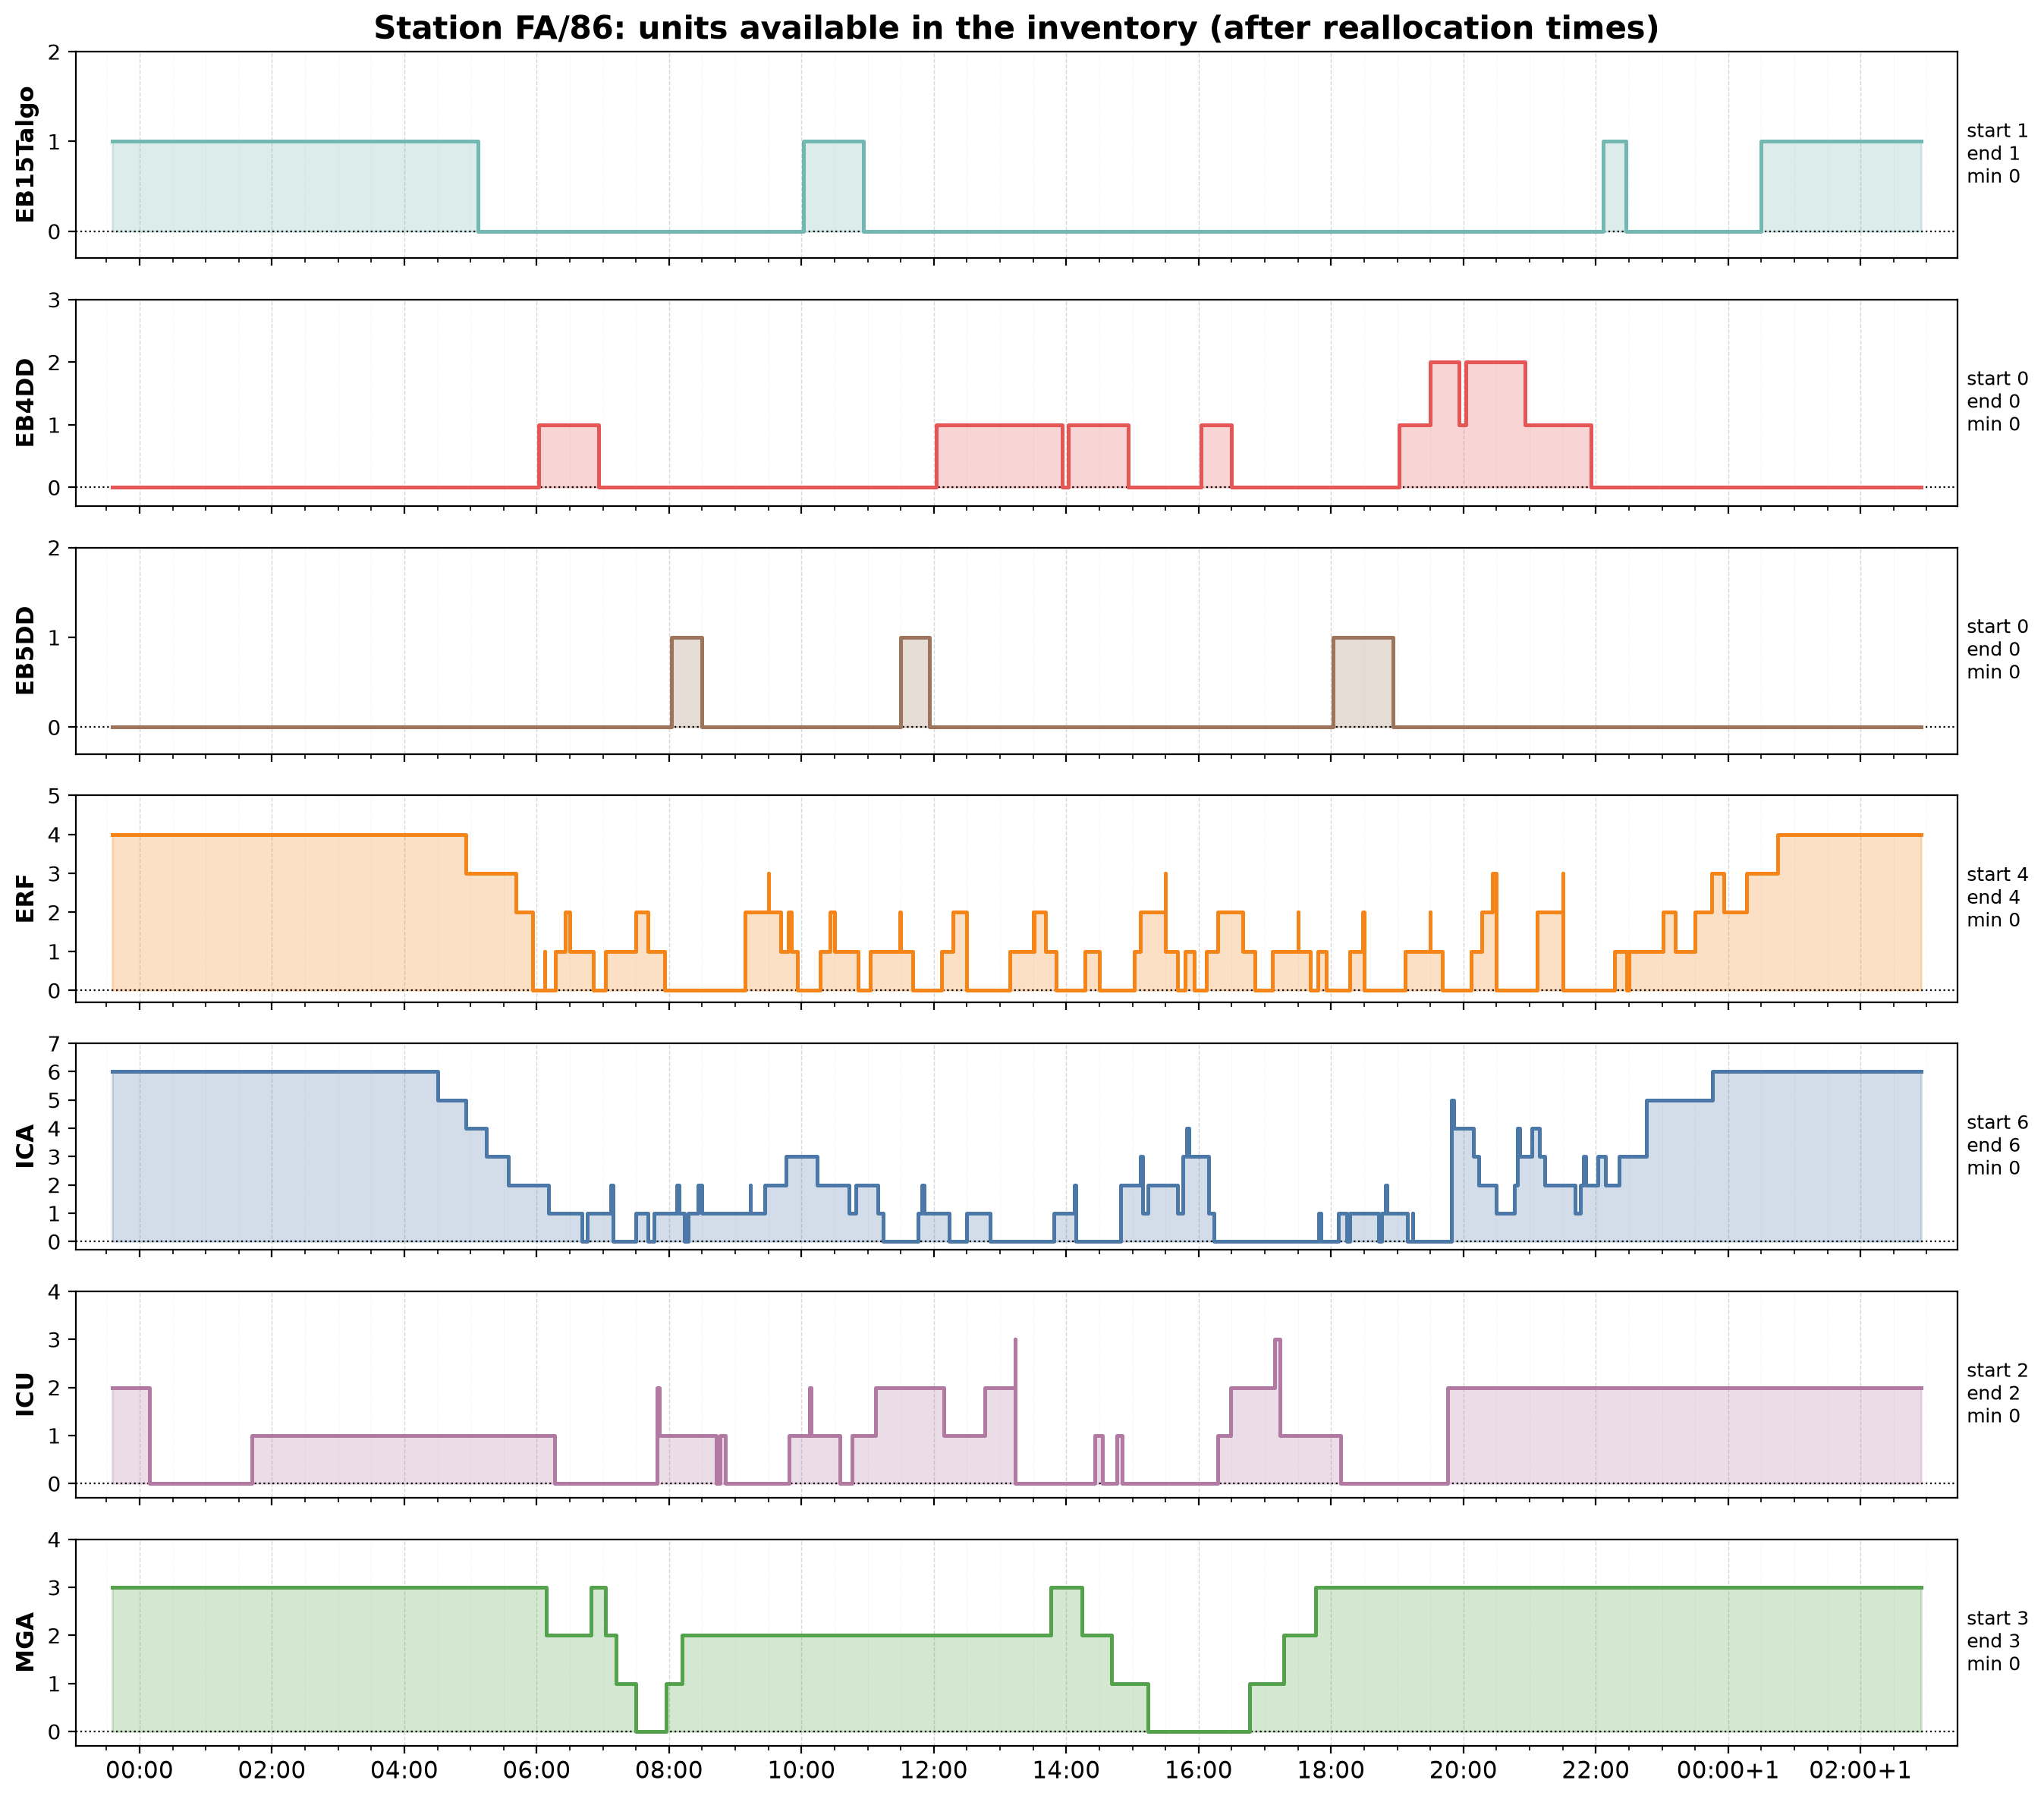 Station FA/86: units available in the inventory (after reallocation times)
EB15Talgo
2
1
0
start 1
end 1
min 0
EB4DD
3
2
1
0
start 0
end 0
min 0
EB5DD
2
1
0
start 0
end 0
min 0
ERF
5
4
3
2
1
0
start 4
end 4
min 0
ICA
7
6
5
4
3
2
1
0
start 6
end 6
min 0
ICU
4
3
2
1
0
start 2
end 2
min 0
MGA
4
3
2
1
0
start 3
end 3
min 0
00:00 02:00 04:00 06:00 08:00 10:00 12:00 14:00 16:00 18:00 20:00 22:00 00:00+1 02:00+1